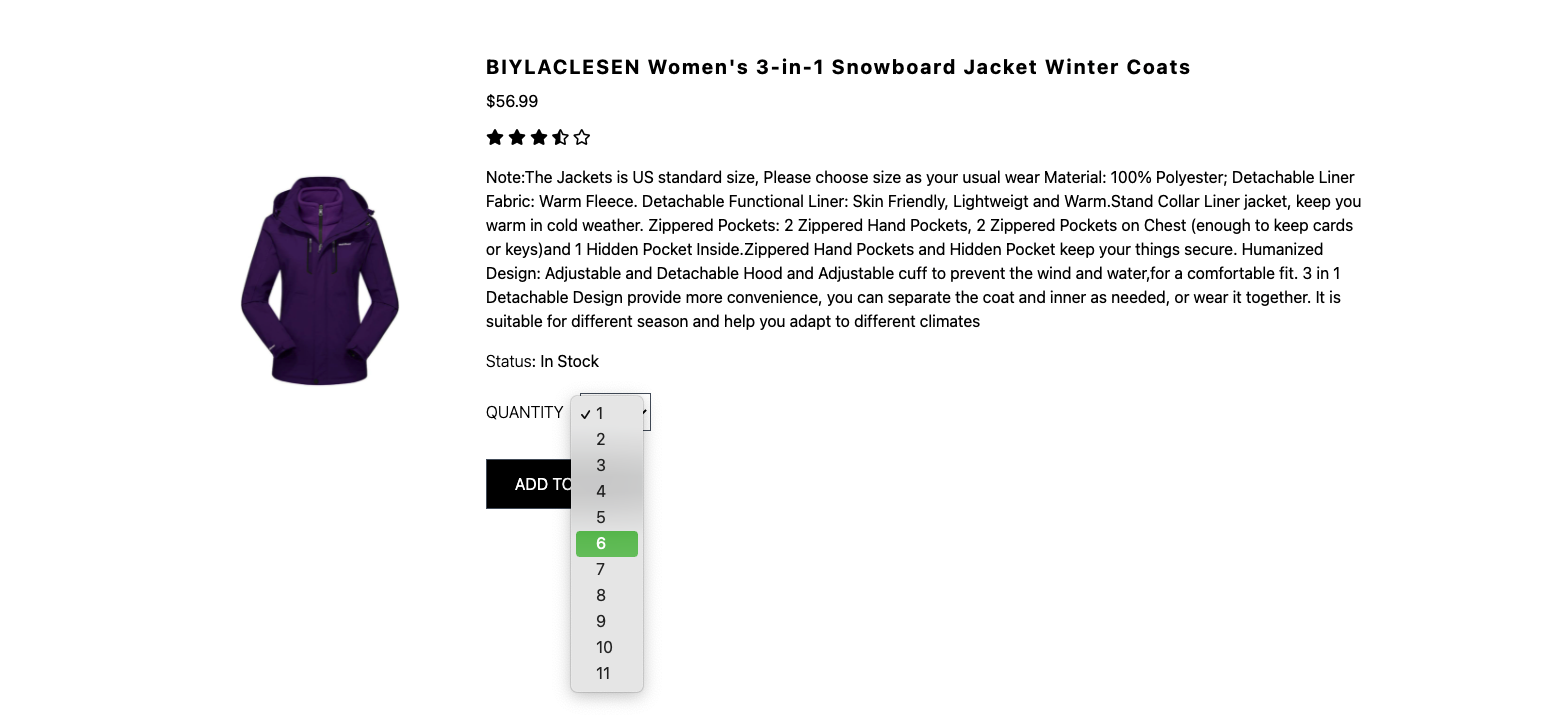 BIYLACLESEN Women's 3-in-1 Snowboard Jacket Winter Coats
$56.99
Note:The Jackets is US standard size, Please choose size as your usual wear Material: 100% Polyester; Detachable Liner
Fabric: Warm Fleece. Detachable Functional Liner: Skin Friendly, Lightweigt and Warm.Stand Collar Liner jacket, keep you
warm in cold weather. Zippered Pockets: 2 Zippered Hand Pockets, 2 Zippered Pockets on Chest (enough to keep cards
or keys)and 1 Hidden Pocket Inside.Zippered Hand Pockets and Hidden Pocket keep your things secure. Humanized
Design: Adjustable and Detachable Hood and Adjustable cuff to prevent the wind and water,for a comfortable fit. 3 in 1
Detachable Design provide more convenience, you can separate the coat and inner as needed, or wear it together. It is
suitable for different season and help you adapt to different climates
Status: In Stock
QUANTITY
1
2
3
4
5
6
7
8
9
10
11
ADD TO